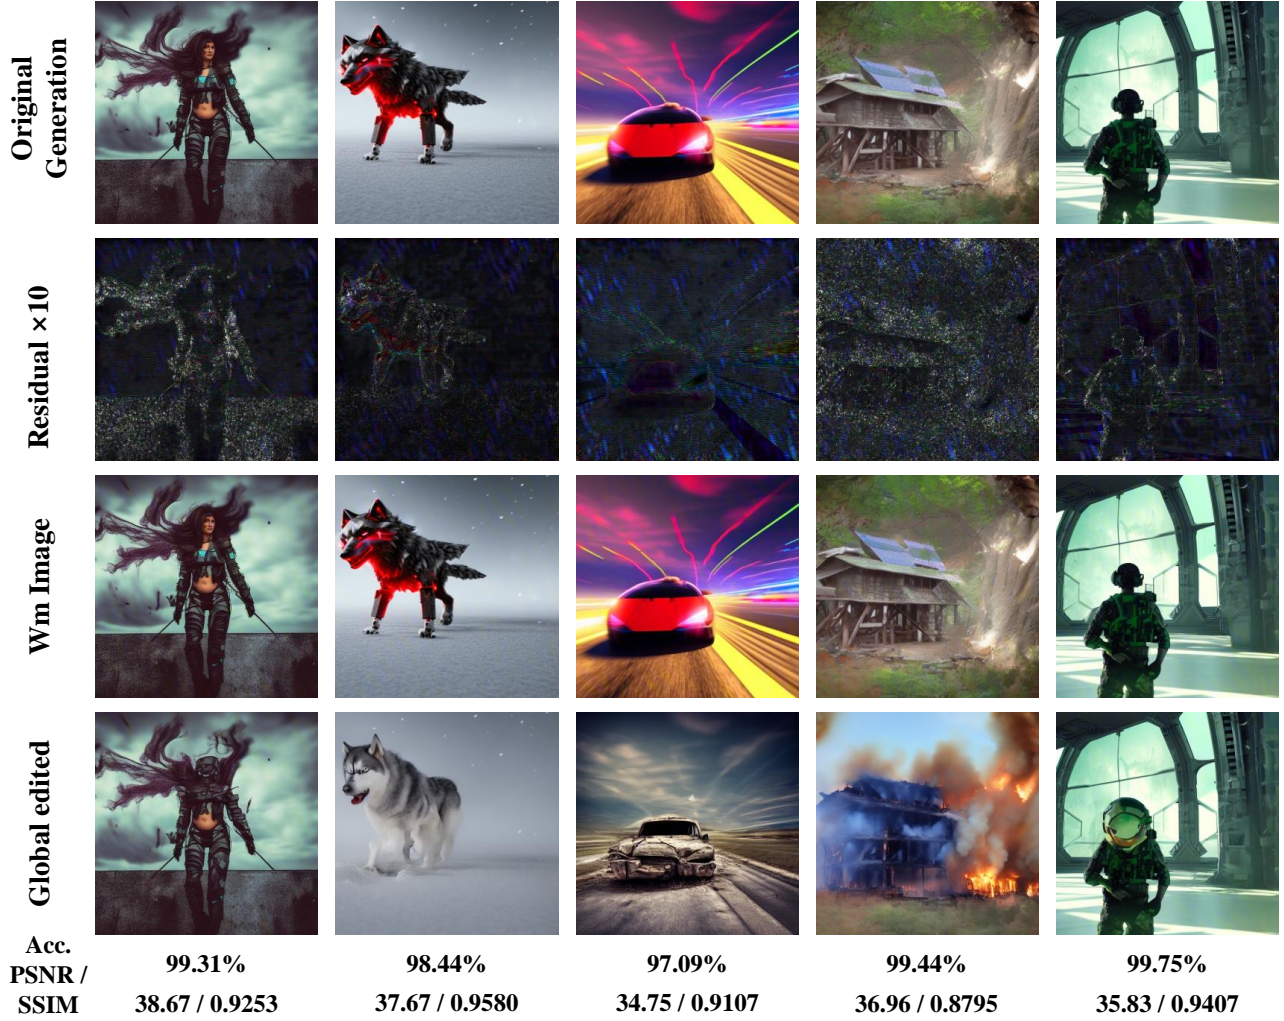 Original
Generation
Residual ×10
Wm Image
Global edited
Acc. 99.31% 98.44% 97.09% 99.44% 99.75%
PSNR /
SSIM 38.67 / 0.9253 37.67 / 0.9580 34.75 / 0.9107 36.96 / 0.8795 35.83 / 0.9407